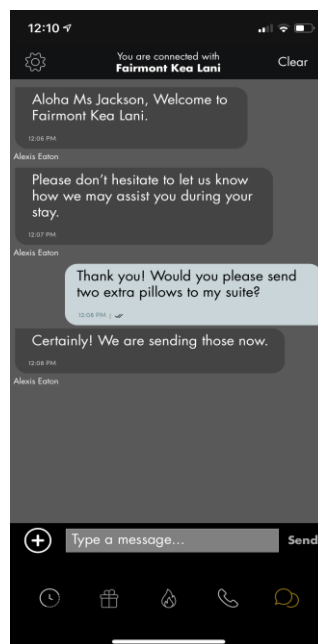 12:10
You are connected with
Fairmont Kea Lani
Clear
Aloha Ms Jackson, Welcome to
Fairmont Kea Lani.
12:06 PM
Alexis Eaton
Please don't hesitate to let us know
how we may assist you during your
stay.
12:07 PM
Alexis Eaton
Thank you! Would you please send
two extra pillows to my suite?
12:08 PM |
Certainly! We are sending those now.
12:08 PM
Alexis Eaton
Type a message...
Send